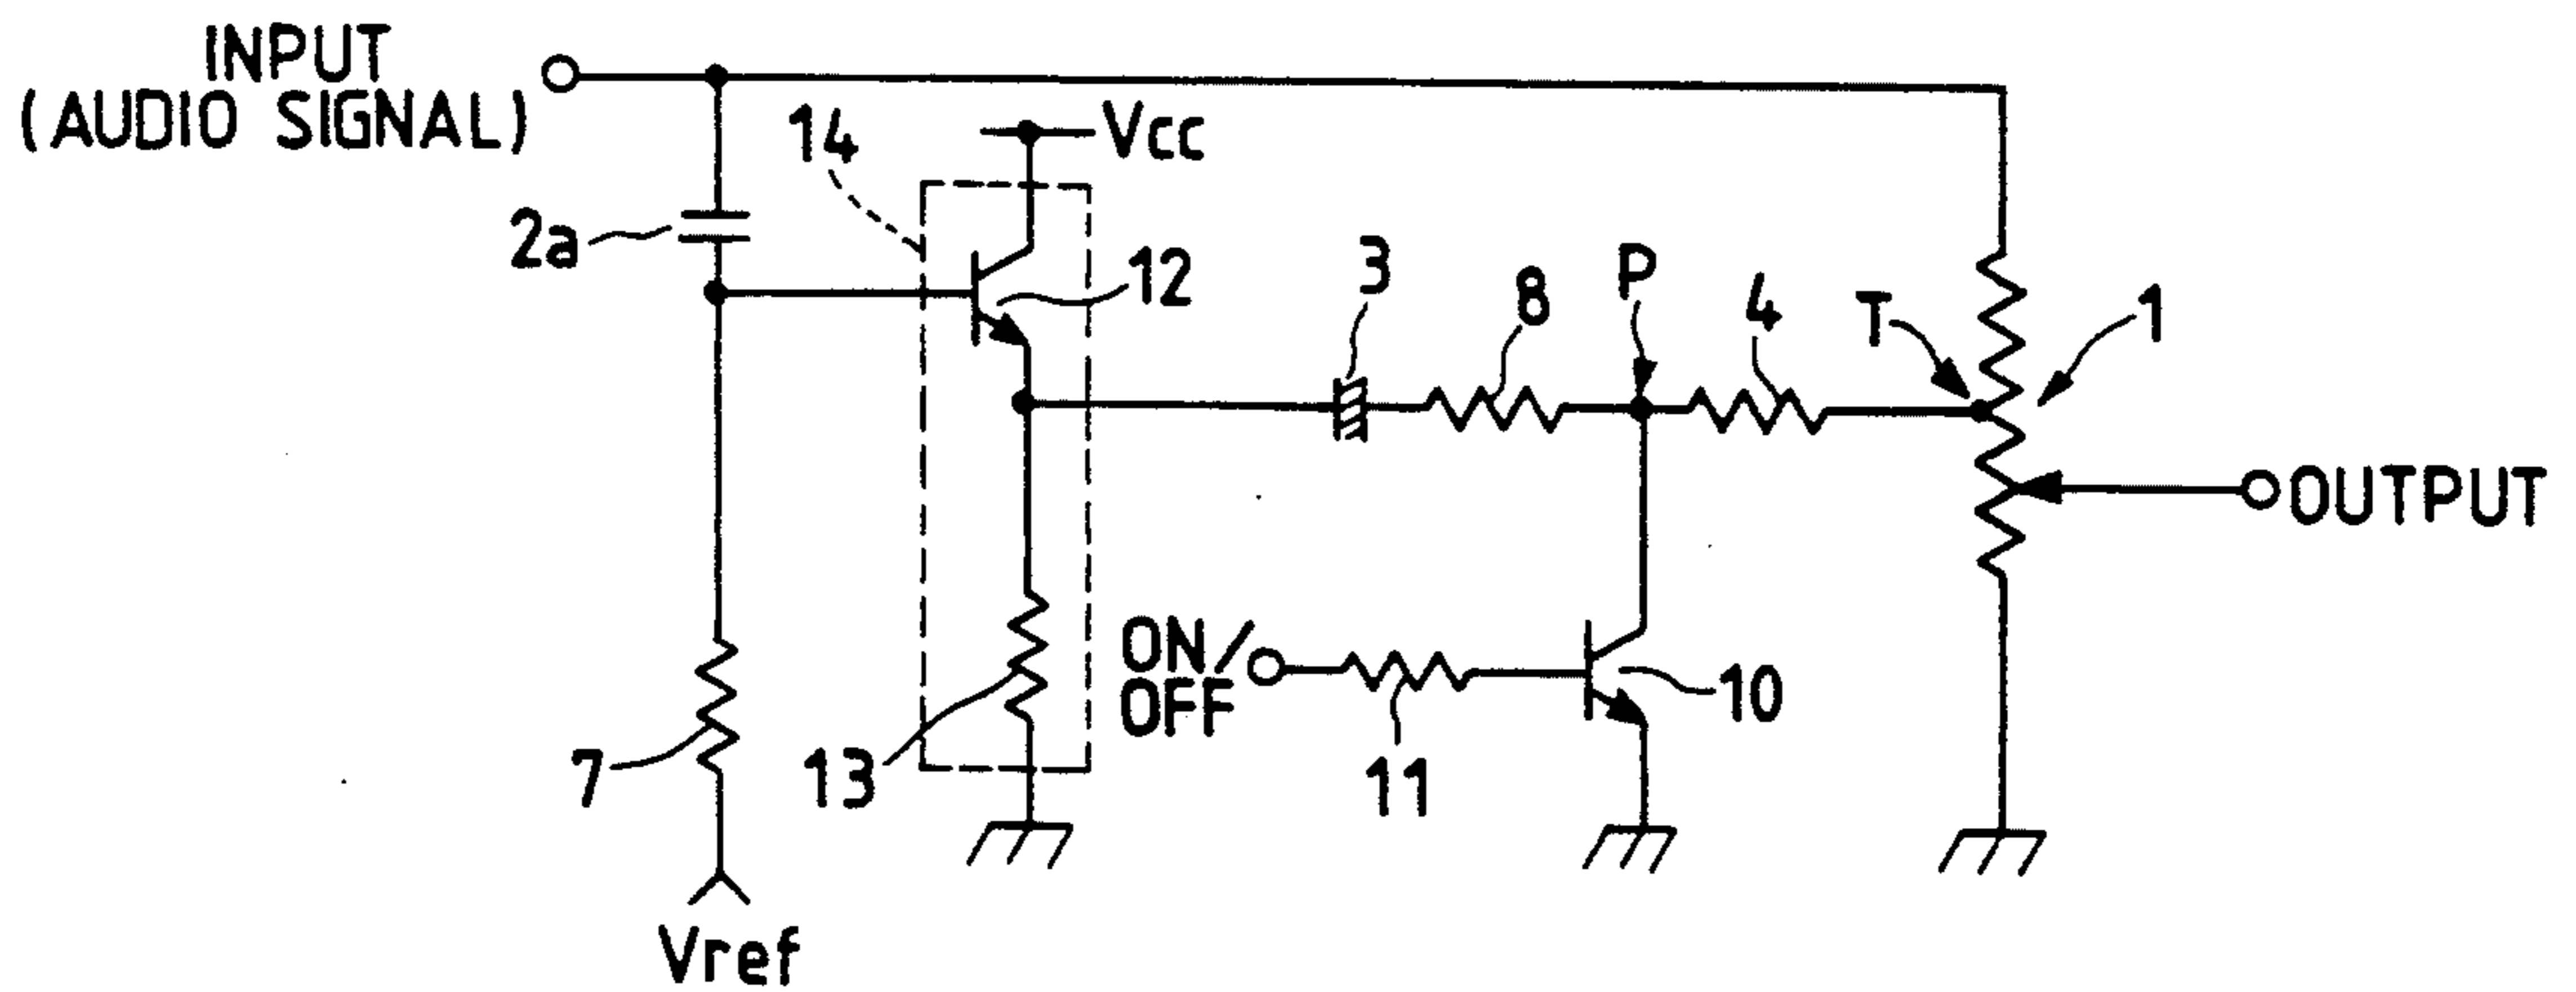 INPUT
(AUDIO SIGNAL)
14
Vcc
2a
12
3
8
P
4
T
1
OUTPUT
ON/
OFF
10
7
13
11
Vref